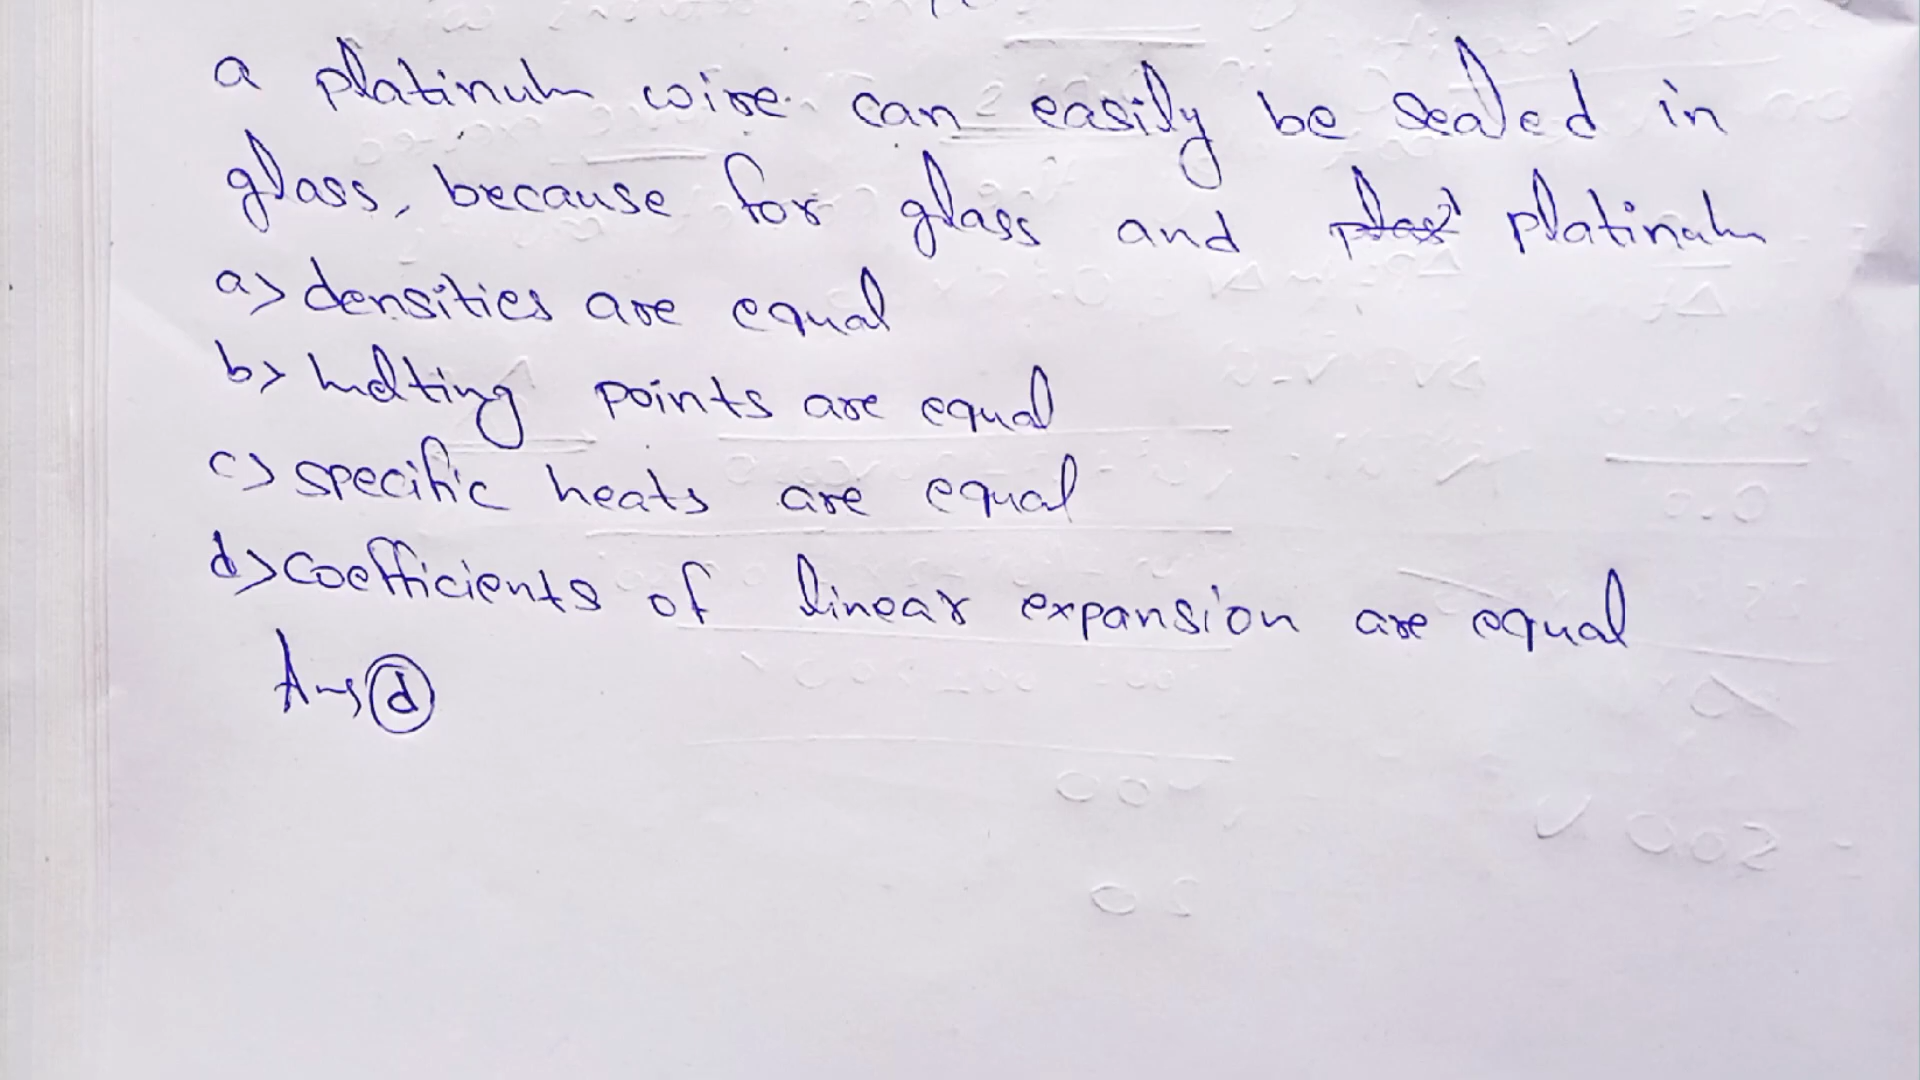 a platinum wire can easily be sealed in
glass, because for glass and platinum
a> densities are equal
b> melting points are equal
c> specific heats are equal
d> coefficients of linear expansion are equal
Ans d